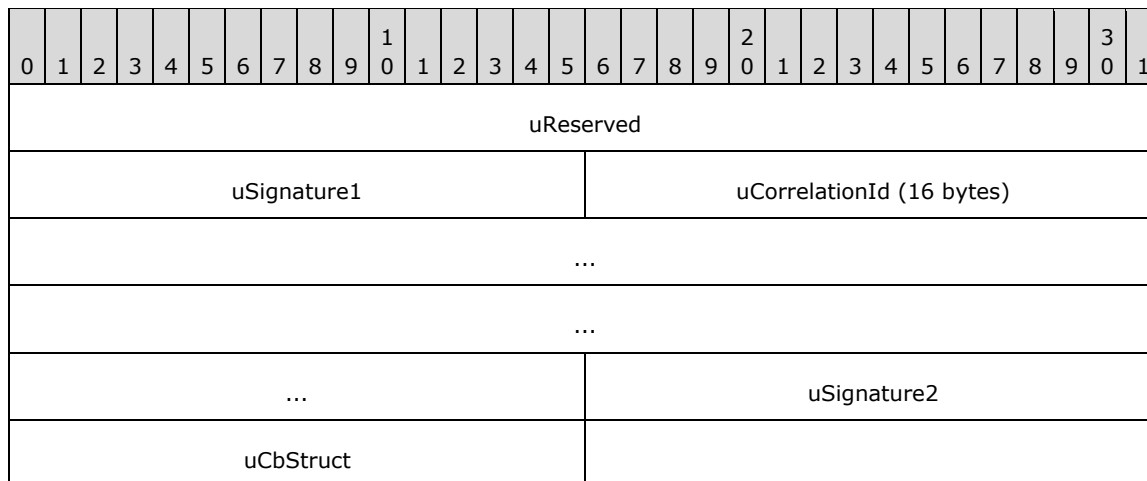 1 2 3
0 1 2 3 4 5 6 7 8 9 0 1 2 3 4 5 6 7 8 9 0 1 2 3 4 5 6 7 8 9 0 1
uReserved
uSignature1 uCorrelationId (16 bytes)
...
...
... uSignature2
uCbStruct